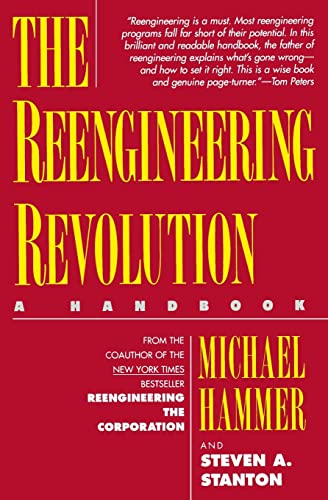 THE
"Reengineering is a must. Most reengineering
programs fall far short of their potential. In this
brilliant and readable handbook, the father of
reengineering explains what's gone wrong—
and how to set it right. This is a wise book
and genuine page-turner."—Tom Peters
REENGINEERING
REVOLUTION
A HANDBOOK
FROM THE
COAUTHOR OF THE
NEW YORK TIMES
BESTSELLER
REENGINEERING
THE
CORPORATION
MICHAEL
HAMMER
AND
STEVEN A.
STANTON